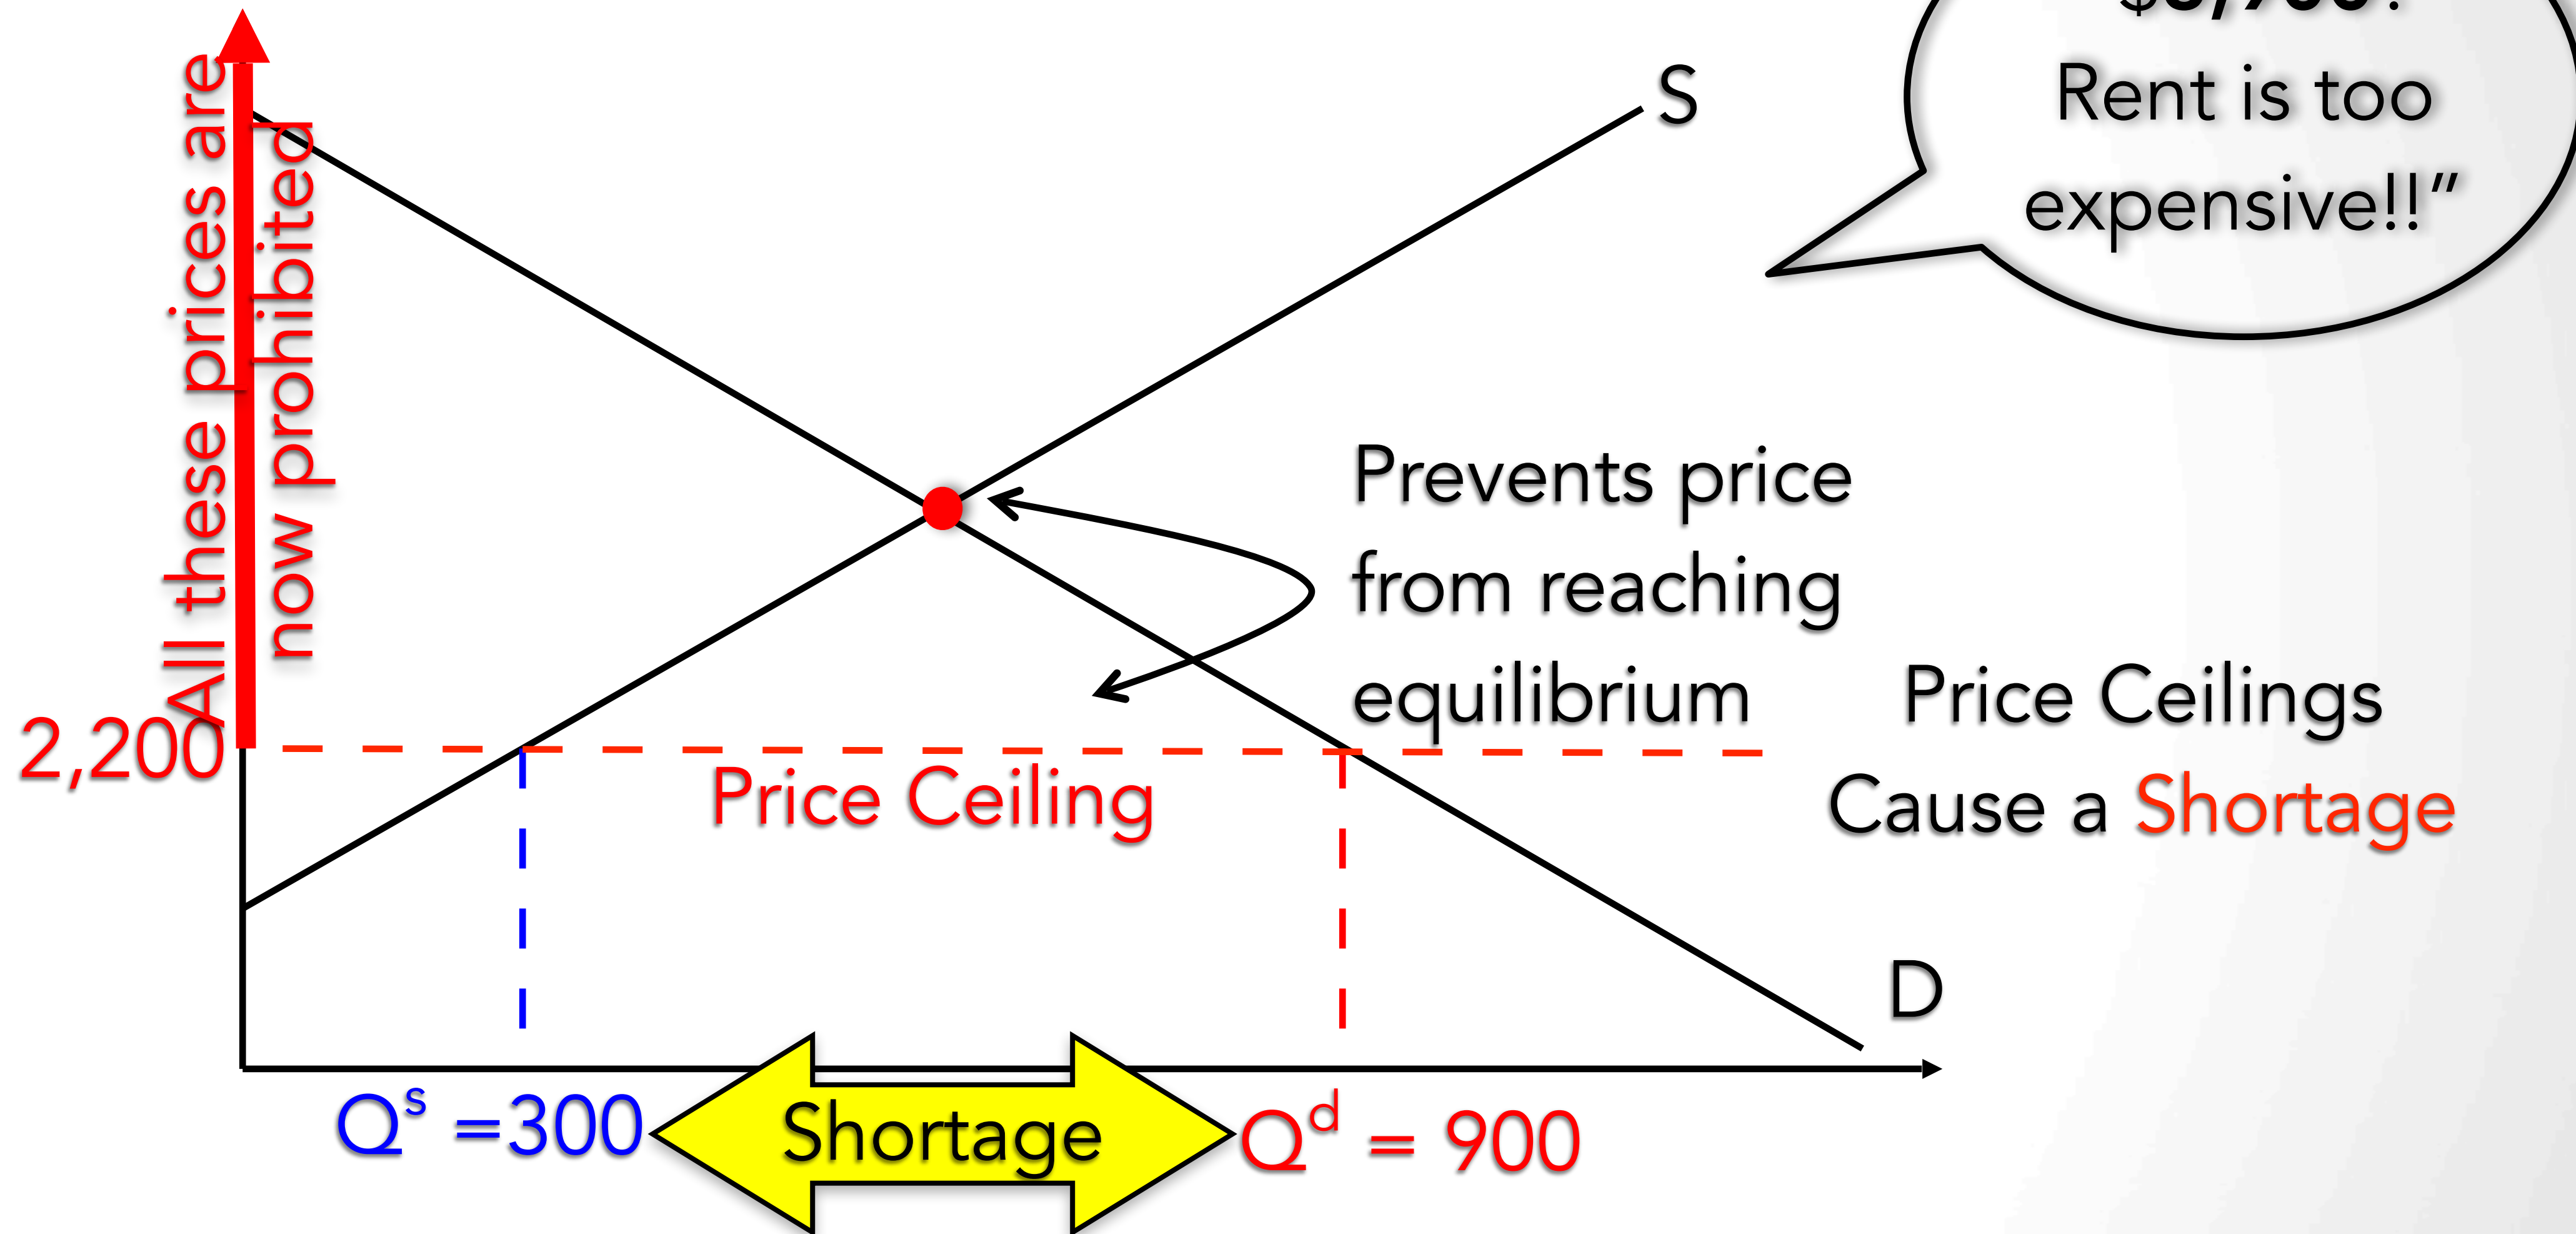 Rent is too
expensive!!”
S
All these prices are
now prohibited
Prevents price
from reaching
equilibrium
Price Ceilings
Cause a Shortage
2,200
Price Ceiling
D
Qˢ =300
Shortage
Qᵈ = 900